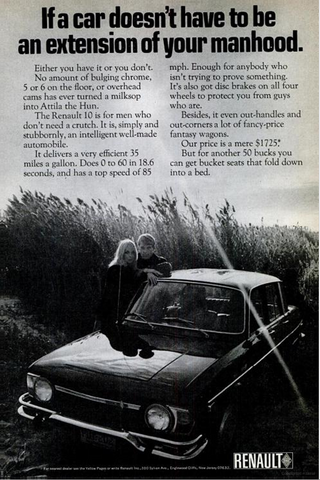 If a car doesn't have to be
an extension of your manhood.
Either you have it or you don't.
No amount of bulging chrome,
5 or 6 on the floor, or overhead
cams has ever turned a milksop
into Attila the Hun.
The Renault 10 is for men who
don't need a crutch. It is, simply and
stubbornly, an intelligent well-made
automobile.
It delivers a very efficient 35
miles a gallon. Does 0 to 60 in 18.6
seconds, and has a top speed of 85
mph. Enough for anybody who
isn't trying to prove something.
It's also got disc brakes on all four
wheels to protect you from guys
who are.
Besides, it even out-handles and
out-corners a lot of fancy-price
fantasy wagons.
Our price is a mere $1725*.
But for another 50 bucks you
can get bucket seats that fold down
into a bed.
For nearest dealer see the Yellow Pages or write Renault Inc., Sylvan Ave., Englewood Cliffs, New Jersey
RENAULT